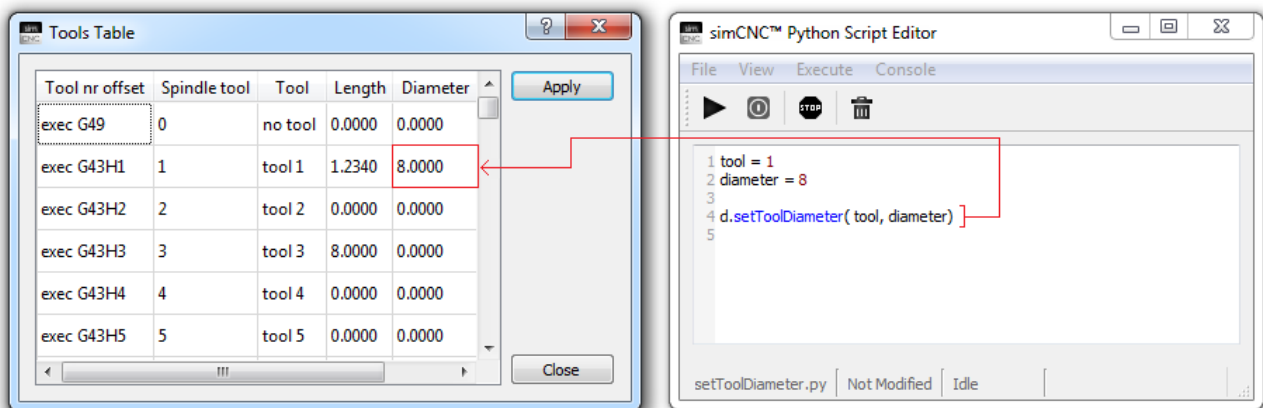 Tools Table
Tool nr offset Spindle tool Tool Length Diameter
exec G49 0 no tool 0.0000 0.0000
exec G43H1 1 tool 1 1.2340 8.0000
exec G43H2 2 tool 2 0.0000 0.0000
exec G43H3 3 tool 3 8.0000 0.0000
exec G43H4 4 tool 4 0.0000 0.0000
exec G43H5 5 tool 5 0.0000 0.0000
Apply
Close
simCNC™ Python Script Editor
File View Execute Console
STOP
1 tool = 1
2 diameter = 8
3
4 d.setToolDiameter( tool, diameter)
5
setToolDiameter.py Not Modified Idle